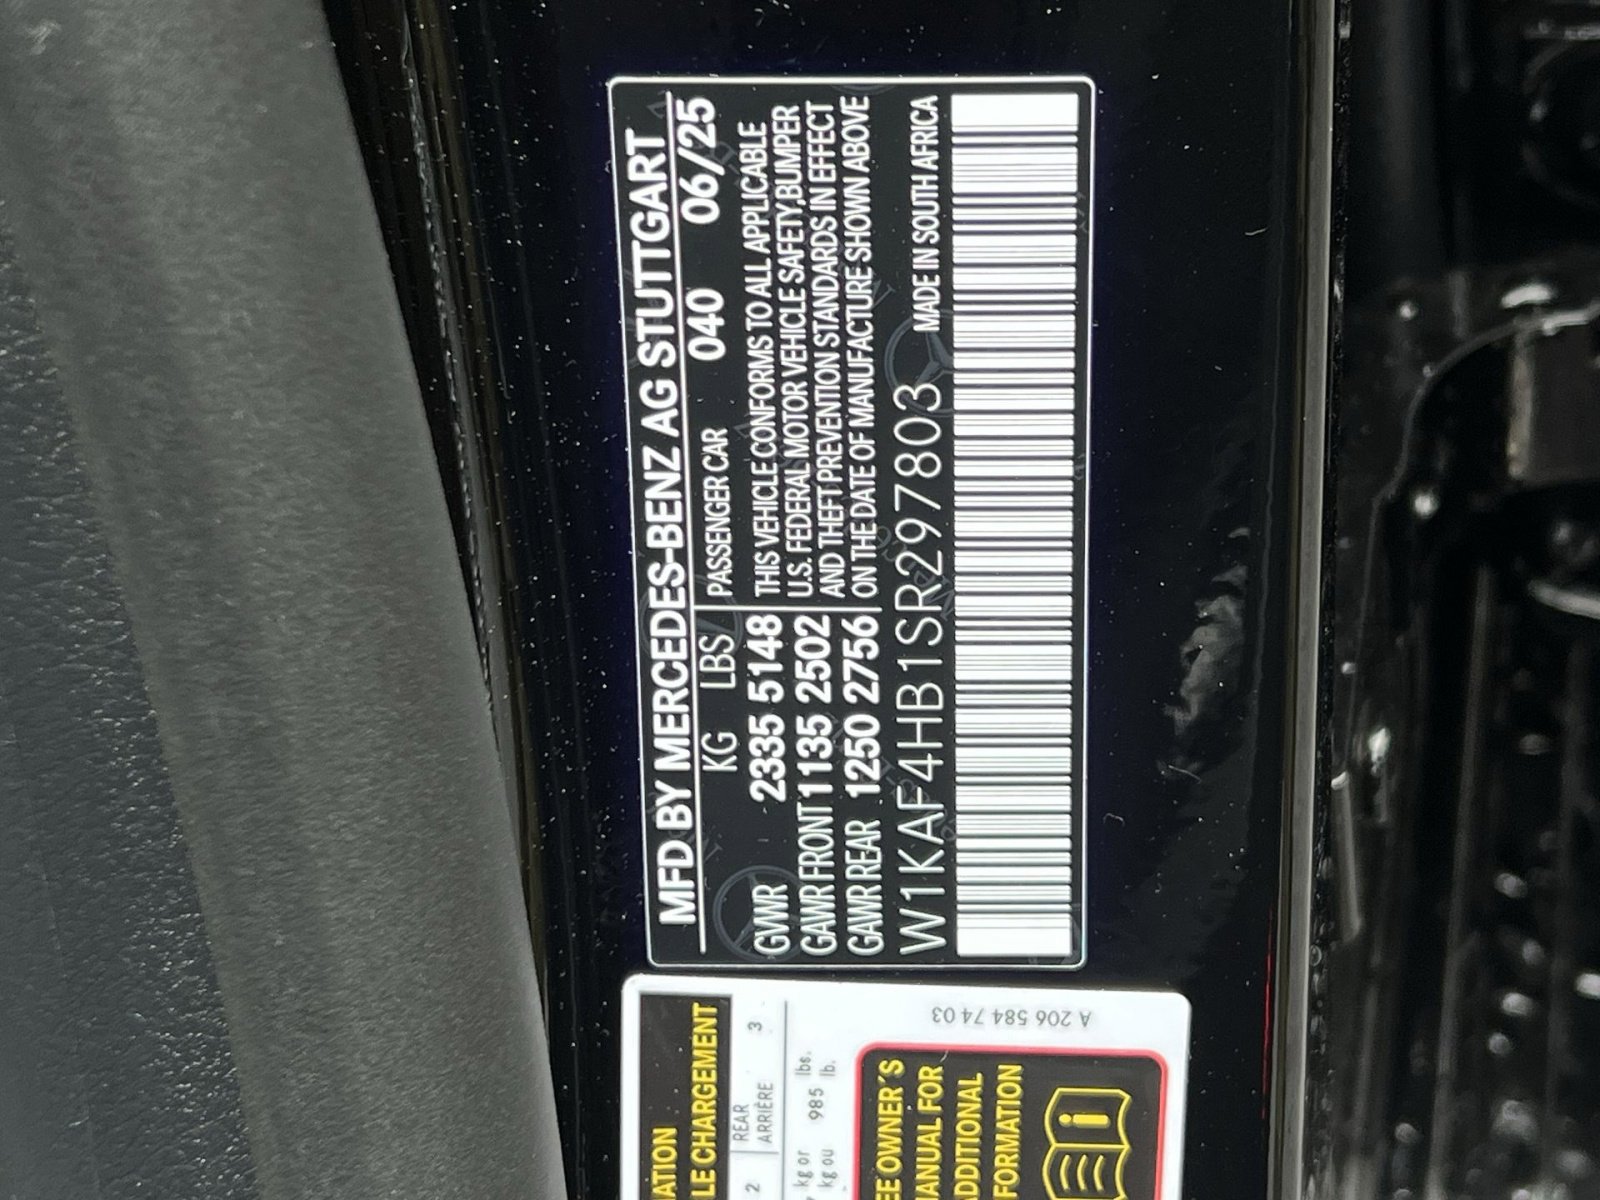 MFD BY MERCEDES-BENZ AG STUTTGART
KG LBS PASSENGER CAR 040 06/25
GVWR 2335 5148
GAWR FRONT 1135 2502
GAWR REAR 1250 2756
THIS VEHICLE CONFORMS TO ALL APPLICABLE
U.S. FEDERAL MOTOR VEHICLE SAFETY,BUMPER
AND THEFT PREVENTION STANDARDS IN EFFECT
ON THE DATE OF MANUFACTURE SHOWN ABOVE
W1KAF4HB1SR297803 MADE IN SOUTH AFRICA
ATION
LE CHARGEMENT
2 REAR 3
ARRIÈRE
kg or 985 lbs.
kg ou lb.
A 206 584 74 03
EE OWNER'S
ANUAL FOR
ADDITIONAL
FORMATION